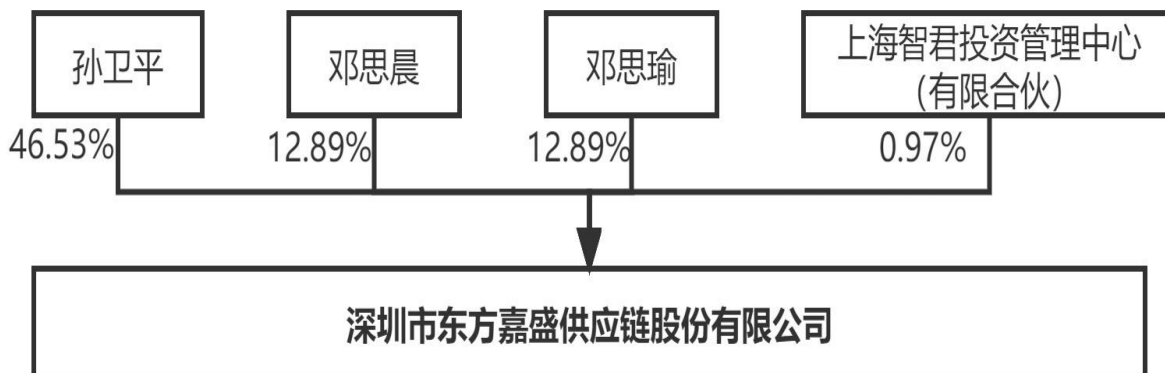 孙卫平
邓思晨
邓思瑜
上海智君投资管理中心
（有限合伙）
46.53%
12.89%
12.89%
0.97%
深圳市东方嘉盛供应链股份有限公司